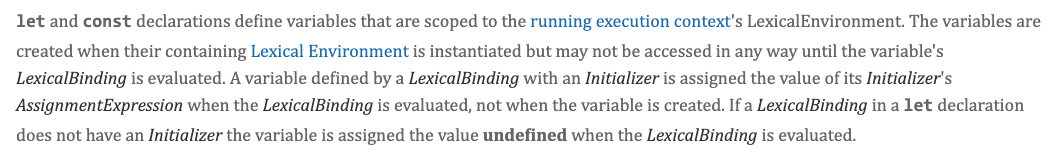 let and const declarations define variables that are scoped to the running execution context's LexicalEnvironment. The variables are
created when their containing Lexical Environment is instantiated but may not be accessed in any way until the variable's
LexicalBinding is evaluated. A variable defined by a LexicalBinding with an Initializer is assigned the value of its Initializer's
AssignmentExpression when the LexicalBinding is evaluated, not when the variable is created. If a LexicalBinding in a let declaration
does not have an Initializer the variable is assigned the value undefined when the LexicalBinding is evaluated.